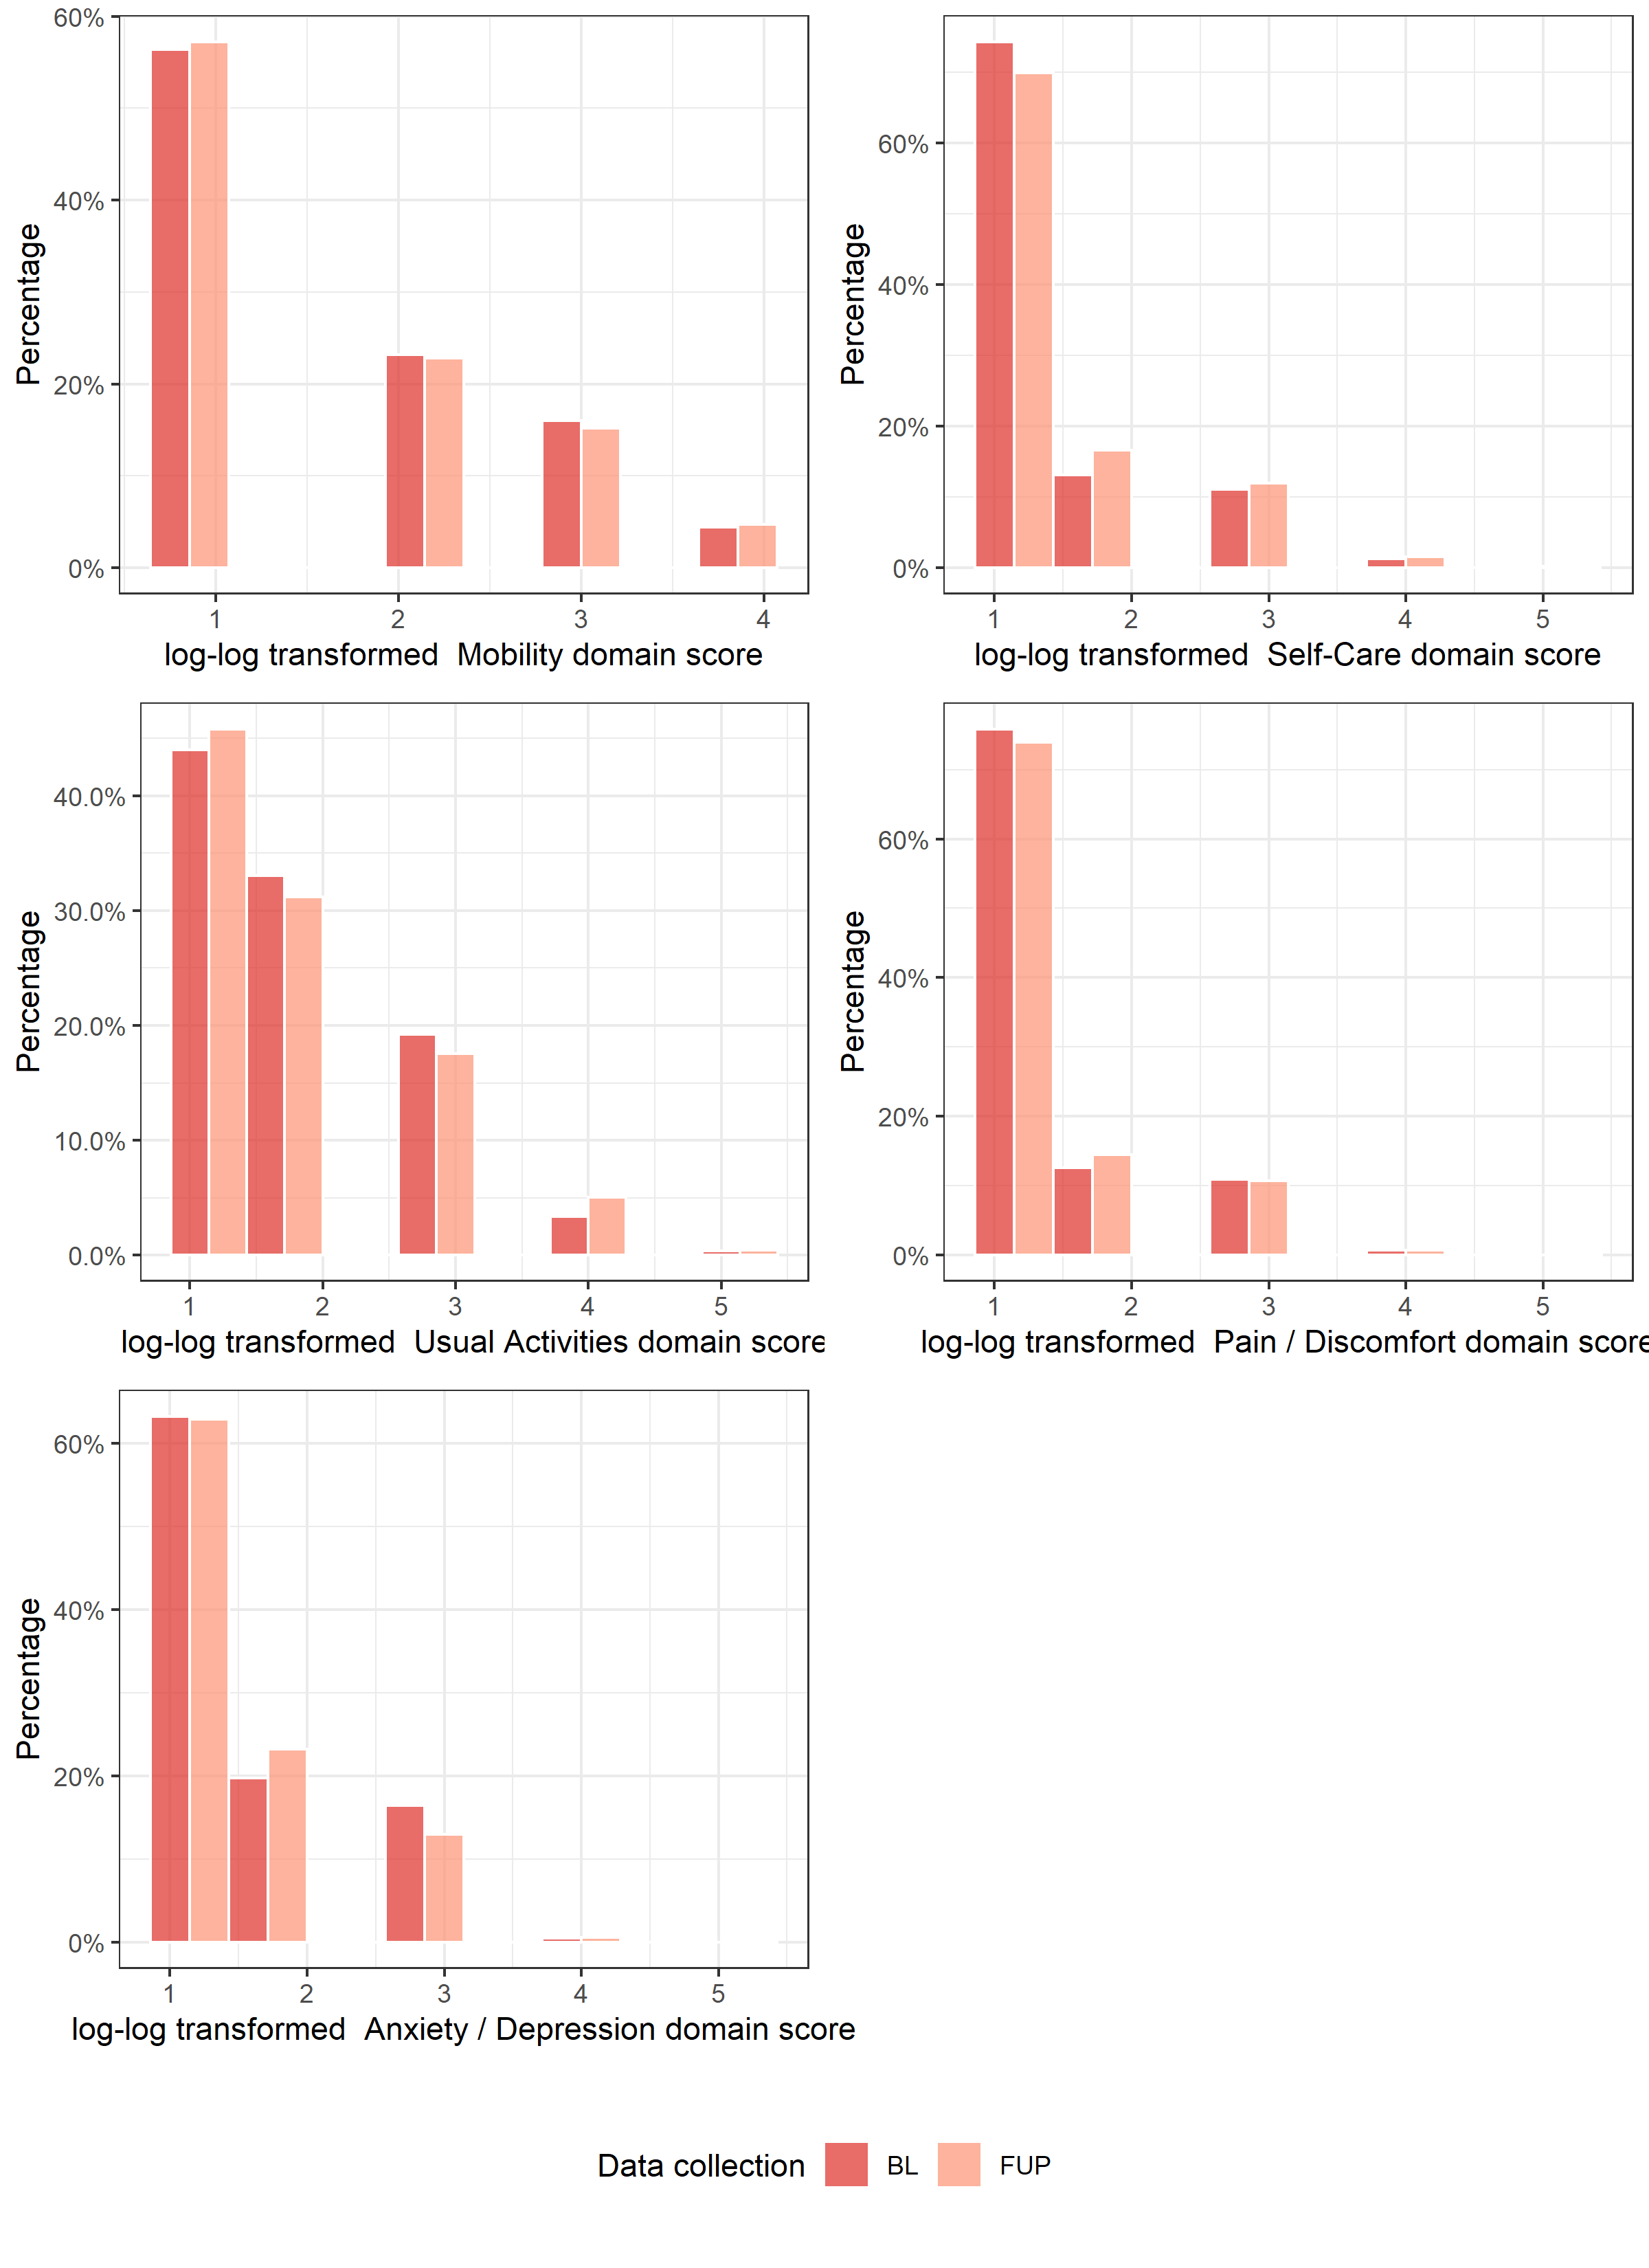 60%
40%
20%
0%
Percentage
1 2 3 4
log-log transformed  Mobility domain score
60%
40%
20%
0%
Percentage
1 2 3 4 5
log-log transformed  Self-Care domain score
40.0%
30.0%
20.0%
10.0%
0.0%
Percentage
1 2 3 4 5
log-log transformed  Usual Activities domain score
60%
40%
20%
0%
Percentage
1 2 3 4 5
log-log transformed  Pain / Discomfort domain score
60%
40%
20%
0%
Percentage
1 2 3 4 5
log-log transformed  Anxiety / Depression domain score
Data collection BL FUP